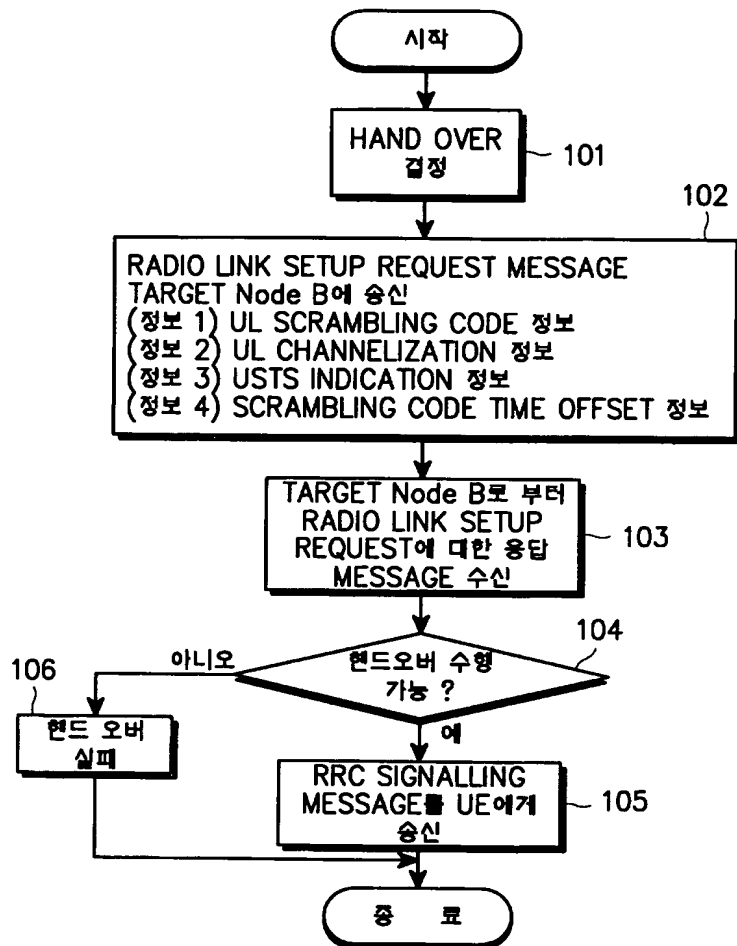 시작
HAND OVER
결정
101
102
RADIO LINK SETUP REQUEST MESSAGE
TARGET Node B에 송신
(정보 1) UL SCRAMBLING CODE 정보
(정보 2) UL CHANNELIZATION 정보
(정보 3) USTS INDICATION 정보
(정보 4) SCRAMBLING CODE TIME OFFSET 정보
TARGET Node B로 부터
RADIO LINK SETUP
REQUEST에 대한 응답
MESSAGE 수신
103
104
핸드오버 수행
가능 ?
아니오
예
106
핸드 오버
실패
RRC SIGNALLING
MESSAGE를 UE에게
송신
105
종 료